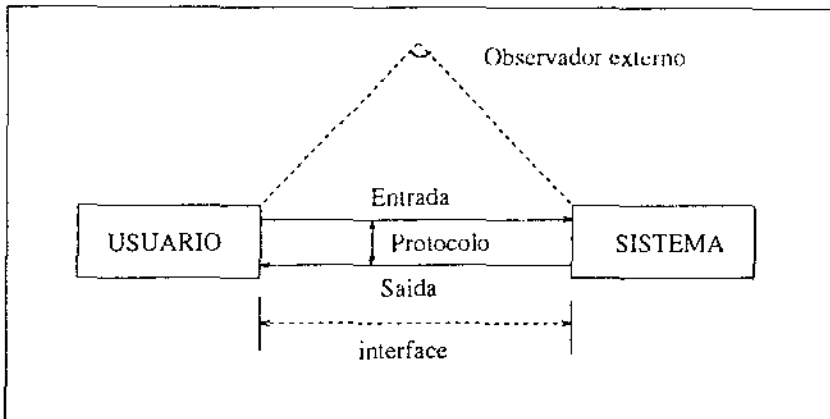 Observador externo
Entrada
USUARIO
Protocolo
SISTEMA
Saida
interface